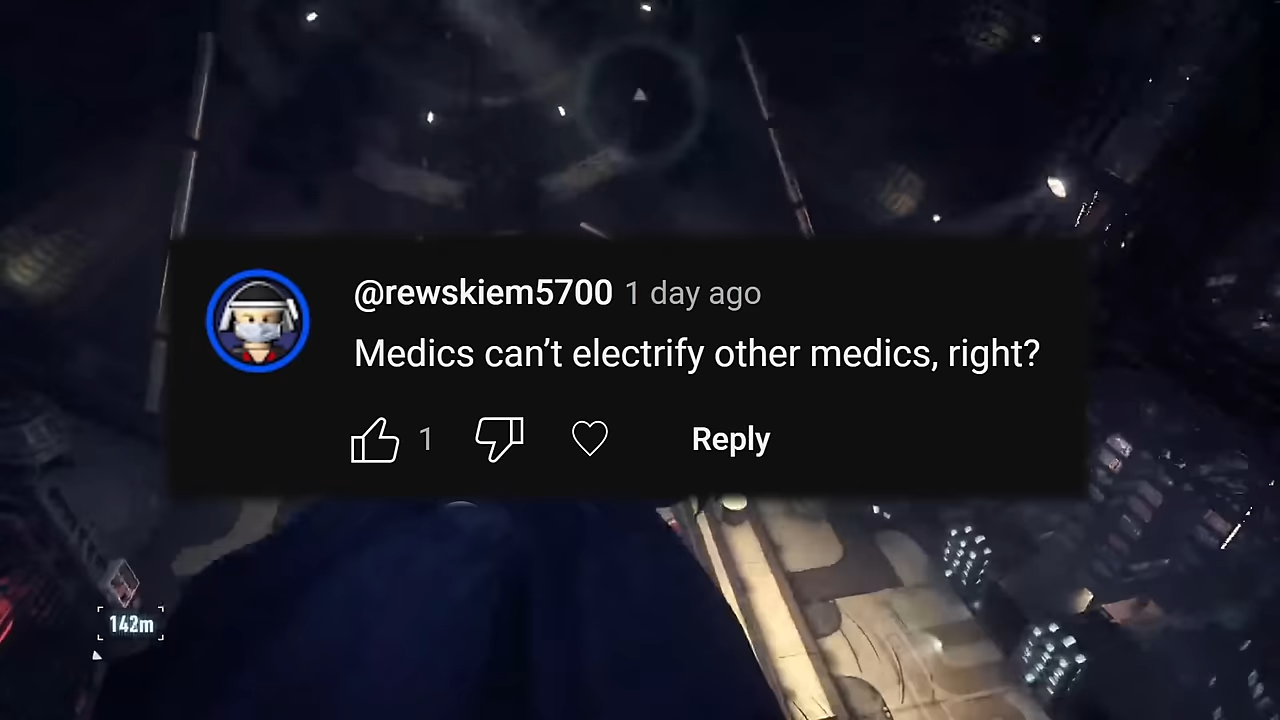 @rewskiem5700 1 day ago
Medics can’t electrify other medics, right?
1 Reply
142m